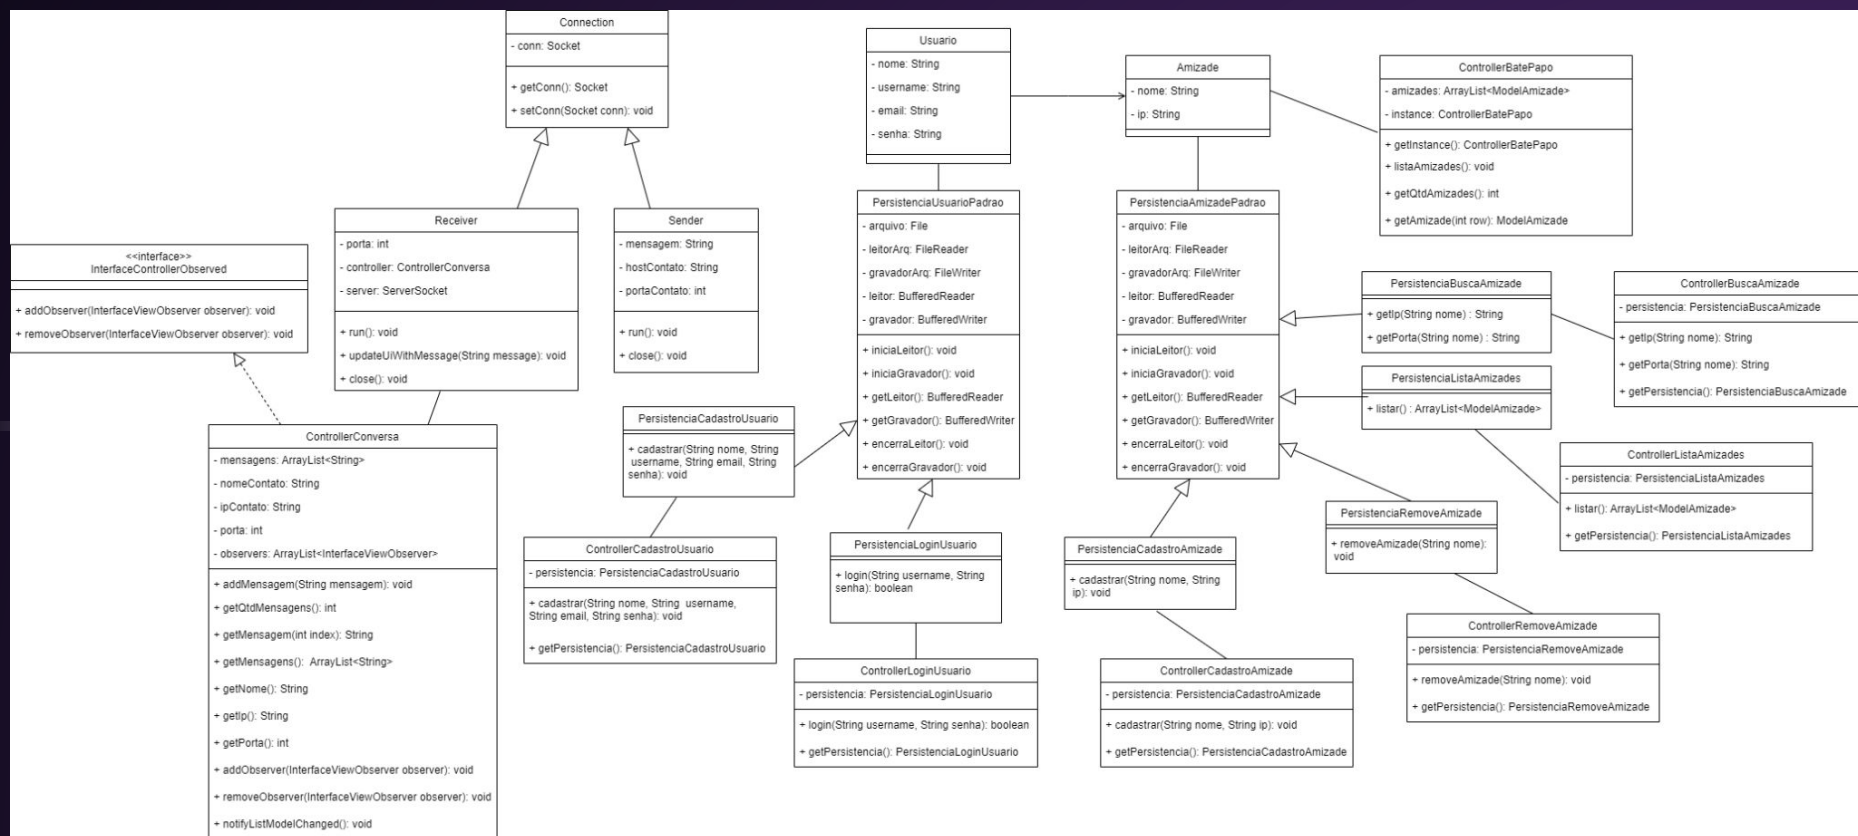 Connection
- conn: Socket
+ getConn(): Socket
+ setConn(Socket conn): void
Usuario
- nome: String
- username: String
- email: String
- senha: String
Amizade
- nome: String
- ip: String
ControllerBatePapo
- amizades: ArrayList<ModelAmizade>
- instance: ControllerBatePapo
+ getInstance(): ControllerBatePapo
+ listaAmizades(): void
+ getQtdAmizades(): int
+ getAmizade(int row): ModelAmizade
<<interface>>
InterfaceControllerObserved
+ addObserver(InterfaceViewObserver observer): void
+ removeObserver(InterfaceViewObserver observer): void
Receiver
- porta: int
- controller: ControllerConversa
- server: ServerSocket
+ run(): void
+ updateUiWithMessage(String message): void
+ close(): void
Sender
- mensagem: String
- hostContato: String
- portaContato: int
+ run(): void
+ close(): void
PersistenciaUsuarioPadrao
- arquivo: File
- leitorArq: FileReader
- gravadorArq: FileWriter
- leitor: BufferedReader
- gravador: BufferedWriter
+ iniciaLeitor(): void
+ iniciaGravador(): void
+ getLeitor(): BufferedReader
+ getGravador(): BufferedWriter
+ encerraLeitor(): void
+ encerraGravador(): void
PersistenciaAmizadePadrao
- arquivo: File
- leitorArq: FileReader
- gravadorArq: FileWriter
- leitor: BufferedReader
- gravador: BufferedWriter
+ iniciaLeitor(): void
+ iniciaGravador(): void
+ getLeitor(): BufferedReader
+ getGravador(): BufferedWriter
+ encerraLeitor(): void
+ encerraGravador(): void
PersistenciaBuscaAmizade
+ getIp(String nome) : String
+ getPorta(String nome) : String
ControllerBuscaAmizade
- persistencia: PersistenciaBuscaAmizade
+ getIp(String nome): String
+ getPorta(String nome): String
+ getPersistencia(): PersistenciaBuscaAmizade
PersistenciaListaAmizades
+ listar() : ArrayList<ModelAmizade>
ControllerListaAmizades
- persistencia: PersistenciaListaAmizades
+ listar(): ArrayList<ModelAmizade>
+ getPersistencia(): PersistenciaListaAmizades
ControllerConversa
- mensagens: ArrayList<String>
- nomeContato: String
- ipContato: String
- porta: int
- observers: ArrayList<InterfaceViewObserver>
+ addMensagem(String mensagem): void
+ getQtdMensagens(): int
+ getMensagem(int index): String
+ getMensagens(): ArrayList<String>
+ getNome(): String
+ getIp(): String
+ getPorta(): int
+ addObserver(InterfaceViewObserver observer): void
+ removeObserver(InterfaceViewObserver observer): void
+ notifyListModelChanged(): void
PersistenciaCadastroUsuario
+ cadastrar(String nome, String
username, String email, String
senha): void
ControllerCadastroUsuario
- persistencia: PersistenciaCadastroUsuario
+ cadastrar(String nome, String username,
String email, String senha): void
+ getPersistencia(): PersistenciaCadastroUsuario
PersistenciaLoginUsuario
+ login(String username, String
senha): boolean
ControllerLoginUsuario
- persistencia: PersistenciaLoginUsuario
+ login(String username, String senha): boolean
+ getPersistencia(): PersistenciaLoginUsuario
PersistenciaCadastroAmizade
+ cadastrar(String nome, String
ip): void
ControllerCadastroAmizade
- persistencia: PersistenciaCadastroAmizade
+ cadastrar(String nome, String ip): void
+ getPersistencia(): PersistenciaCadastroAmizade
PersistenciaRemoveAmizade
+ removeAmizade(String nome):
void
ControllerRemoveAmizade
- persistencia: PersistenciaRemoveAmizade
+ removeAmizade(String nome): void
+ getPersistencia(): PersistenciaRemoveAmizade